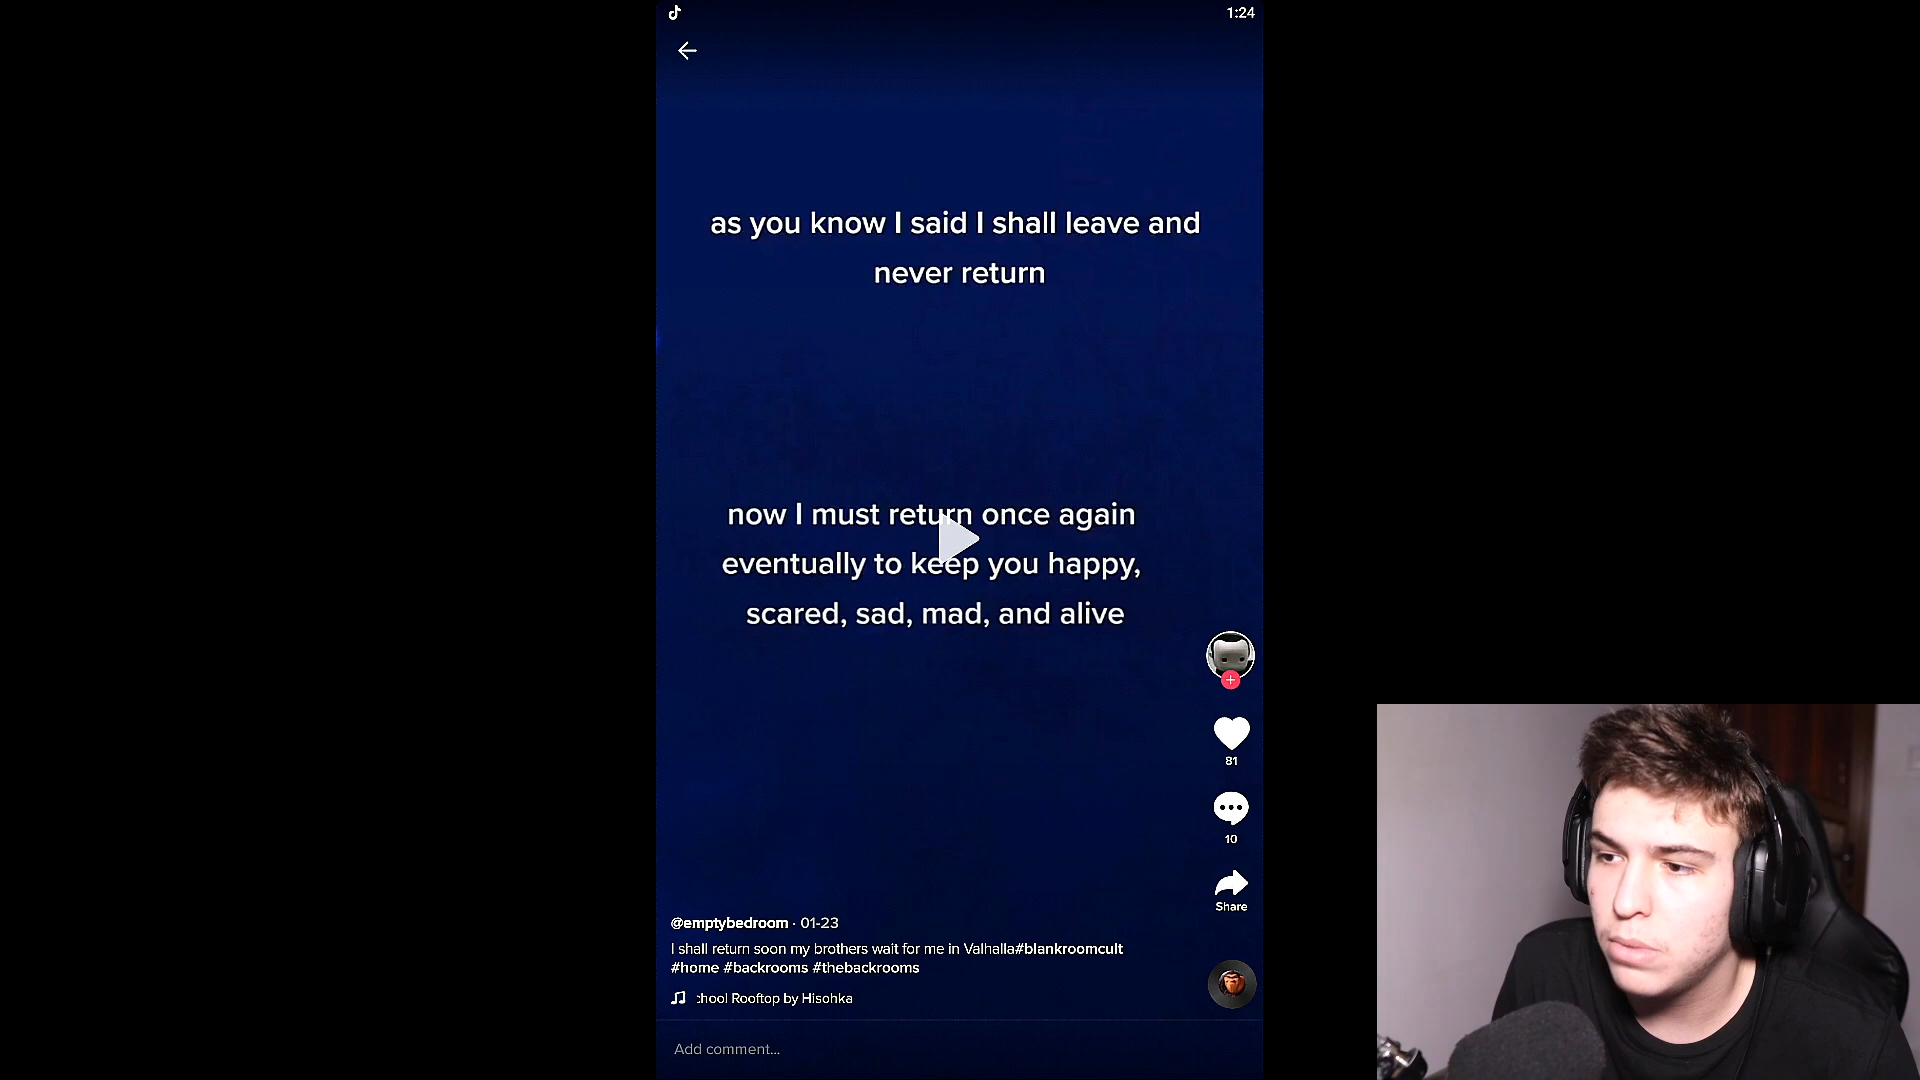 1:24
as you know I said I shall leave and
never return
now I must return once again
eventually to keep you happy,
scared, sad, mad, and alive
81
10
Share
@emptybedroom · 01-23
I shall return soon my brothers wait for me in Valhalla#blankroomcult
#home #backrooms #thebackrooms
chool Rooftop by Hisohka
Add comment...